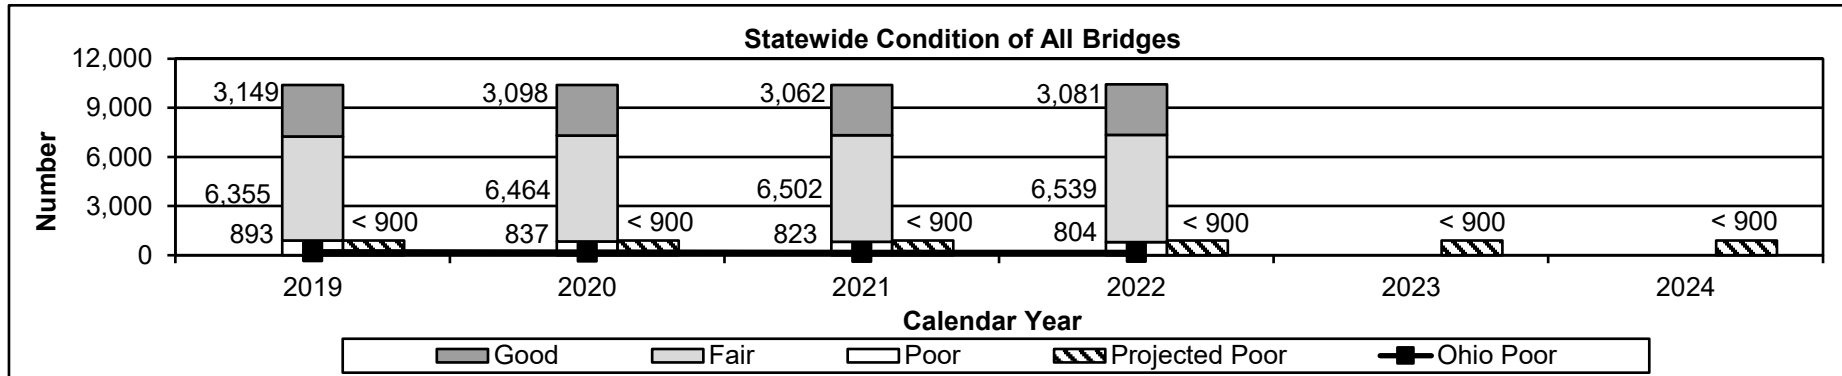 Statewide Condition of All Bridges
Number
12,000
9,000
6,000
3,000
0
3,149 3,098 3,062 3,081
6,355 6,464 6,502 6,539
893 < 900 837 < 900 823 < 900 804 < 900 < 900 < 900
2019 2020 2021 2022 2023 2024
Calendar Year
Good Fair Poor Projected Poor Ohio Poor